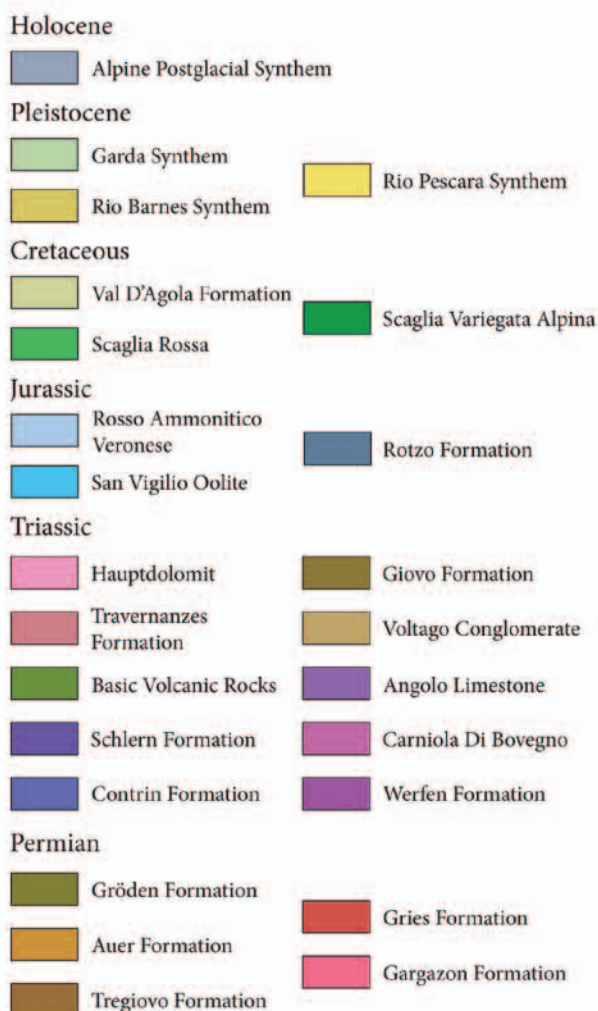 Holocene
Alpine Postglacial Synthem
Pleistocene
Garda Synthem
Rio Pescara Synthem
Rio Barnes Synthem
Cretaceous
Val D'Agola Formation
Scaglia Variegata Alpina
Scaglia Rossa
Jurassic
Rosso Ammonitico
Veronese
Rotzo Formation
San Vigilio Oolite
Triassic
Hauptdolomit
Giovo Formation
Travernanzes
Formation
Voltago Conglomerate
Basic Volcanic Rocks
Angolo Limestone
Schlern Formation
Carniola Di Bovegno
Contrin Formation
Werfen Formation
Permian
Gröden Formation
Gries Formation
Auer Formation
Gargazon Formation
Tregiovo Formation